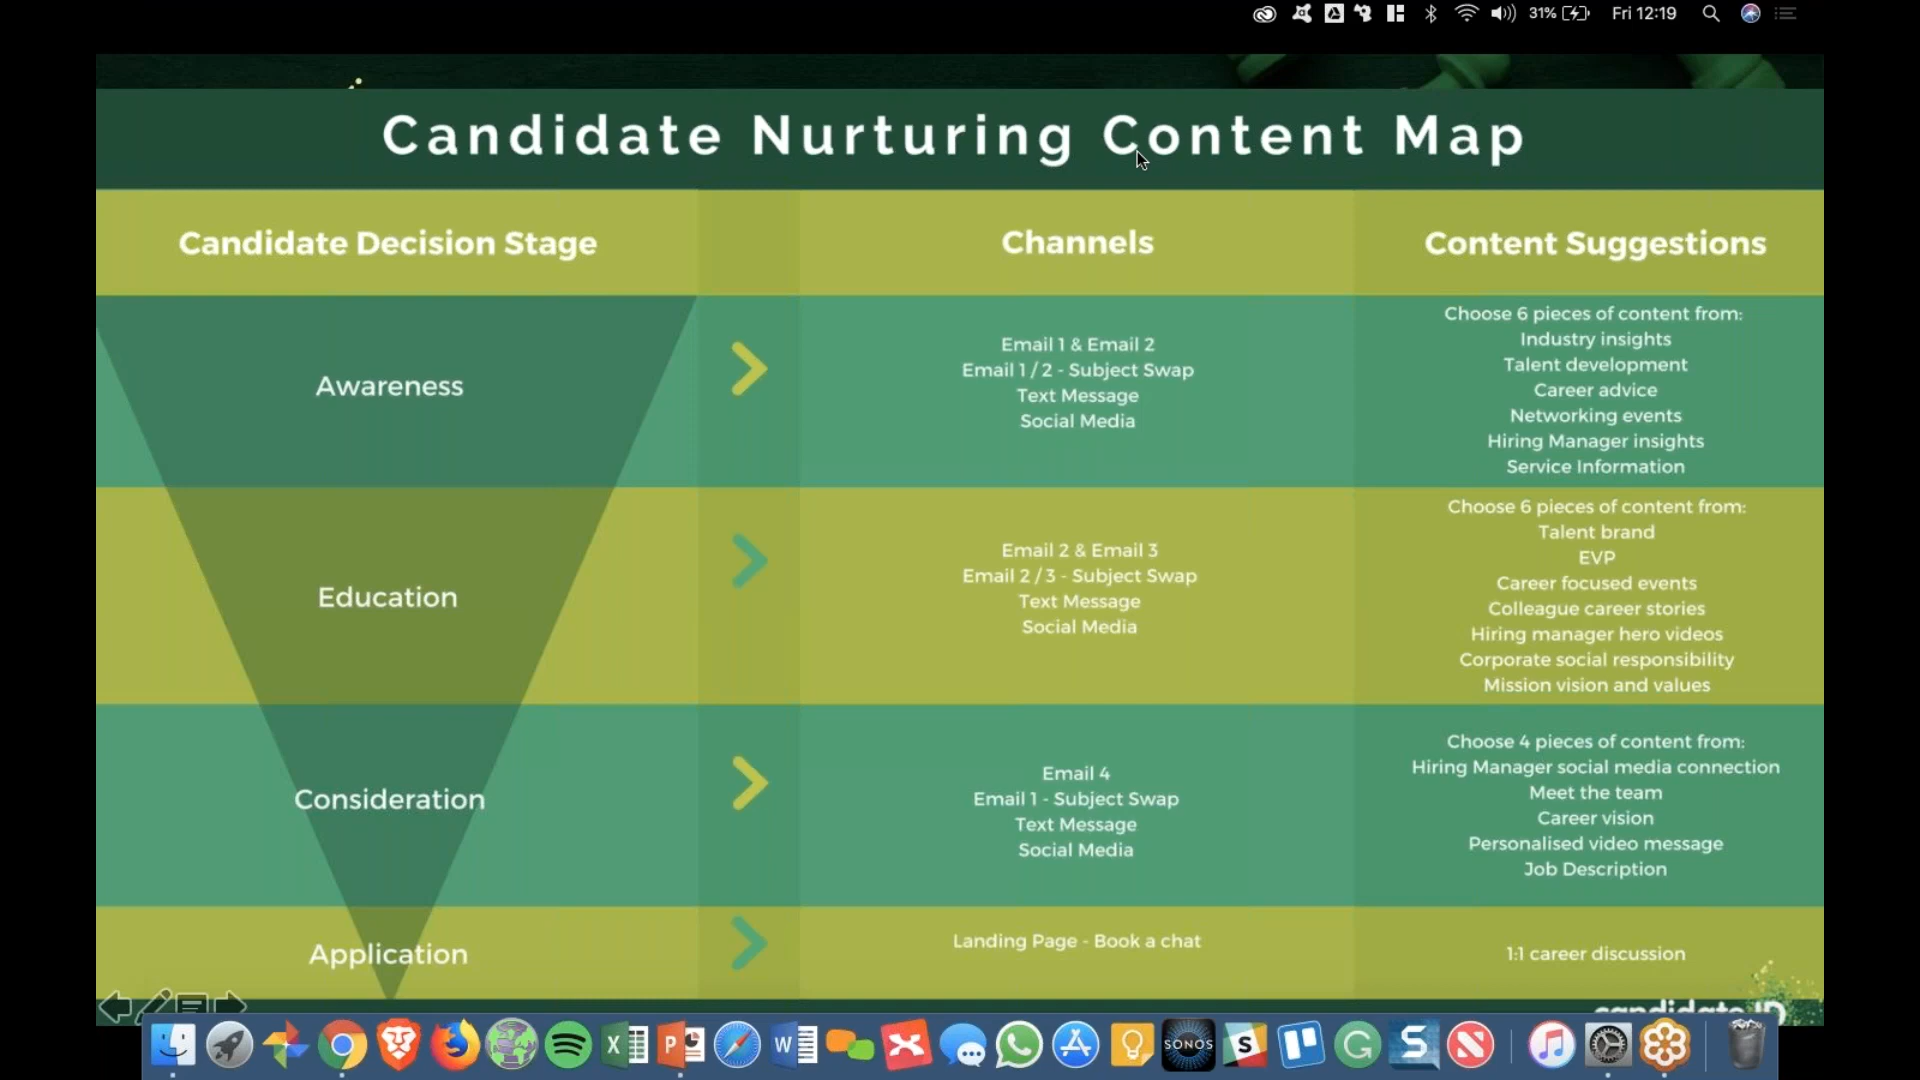 31%
Fri 12:19
Candidate Nurturing Content Map
Candidate Decision Stage
Channels
Content Suggestions
Awareness
Email 1 & Email 2
Email 1 / 2 - Subject Swap
Text Message
Social Media
Choose 6 pieces of content from:
Industry insights
Talent development
Career advice
Networking events
Hiring Manager insights
Service Information
Education
Email 2 & Email 3
Email 2 / 3 - Subject Swap
Text Message
Social Media
Choose 6 pieces of content from:
Talent brand
EVP
Career focused events
Colleague career stories
Hiring manager hero videos
Corporate social responsibility
Mission vision and values
Consideration
Email 4
Email 1 - Subject Swap
Text Message
Social Media
Choose 4 pieces of content from:
Hiring Manager social media connection
Meet the team
Career vision
Personalised video message
Job Description
Application
Landing Page - Book a chat
1:1 career discussion
candidate ID
X
P
W
SONOS
S
G
S
N